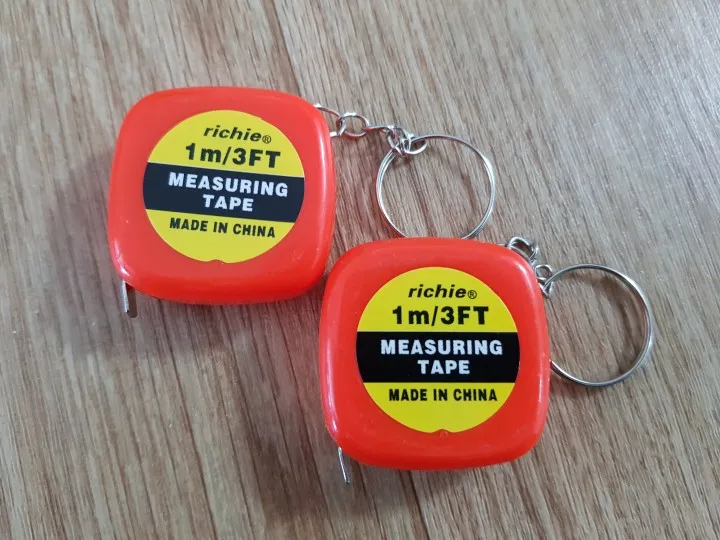 richie®
1m/3FT
MEASURING
TAPE
MADE IN CHINA
richie®
1m/3FT
MEASURING
TAPE
MADE IN CHINA